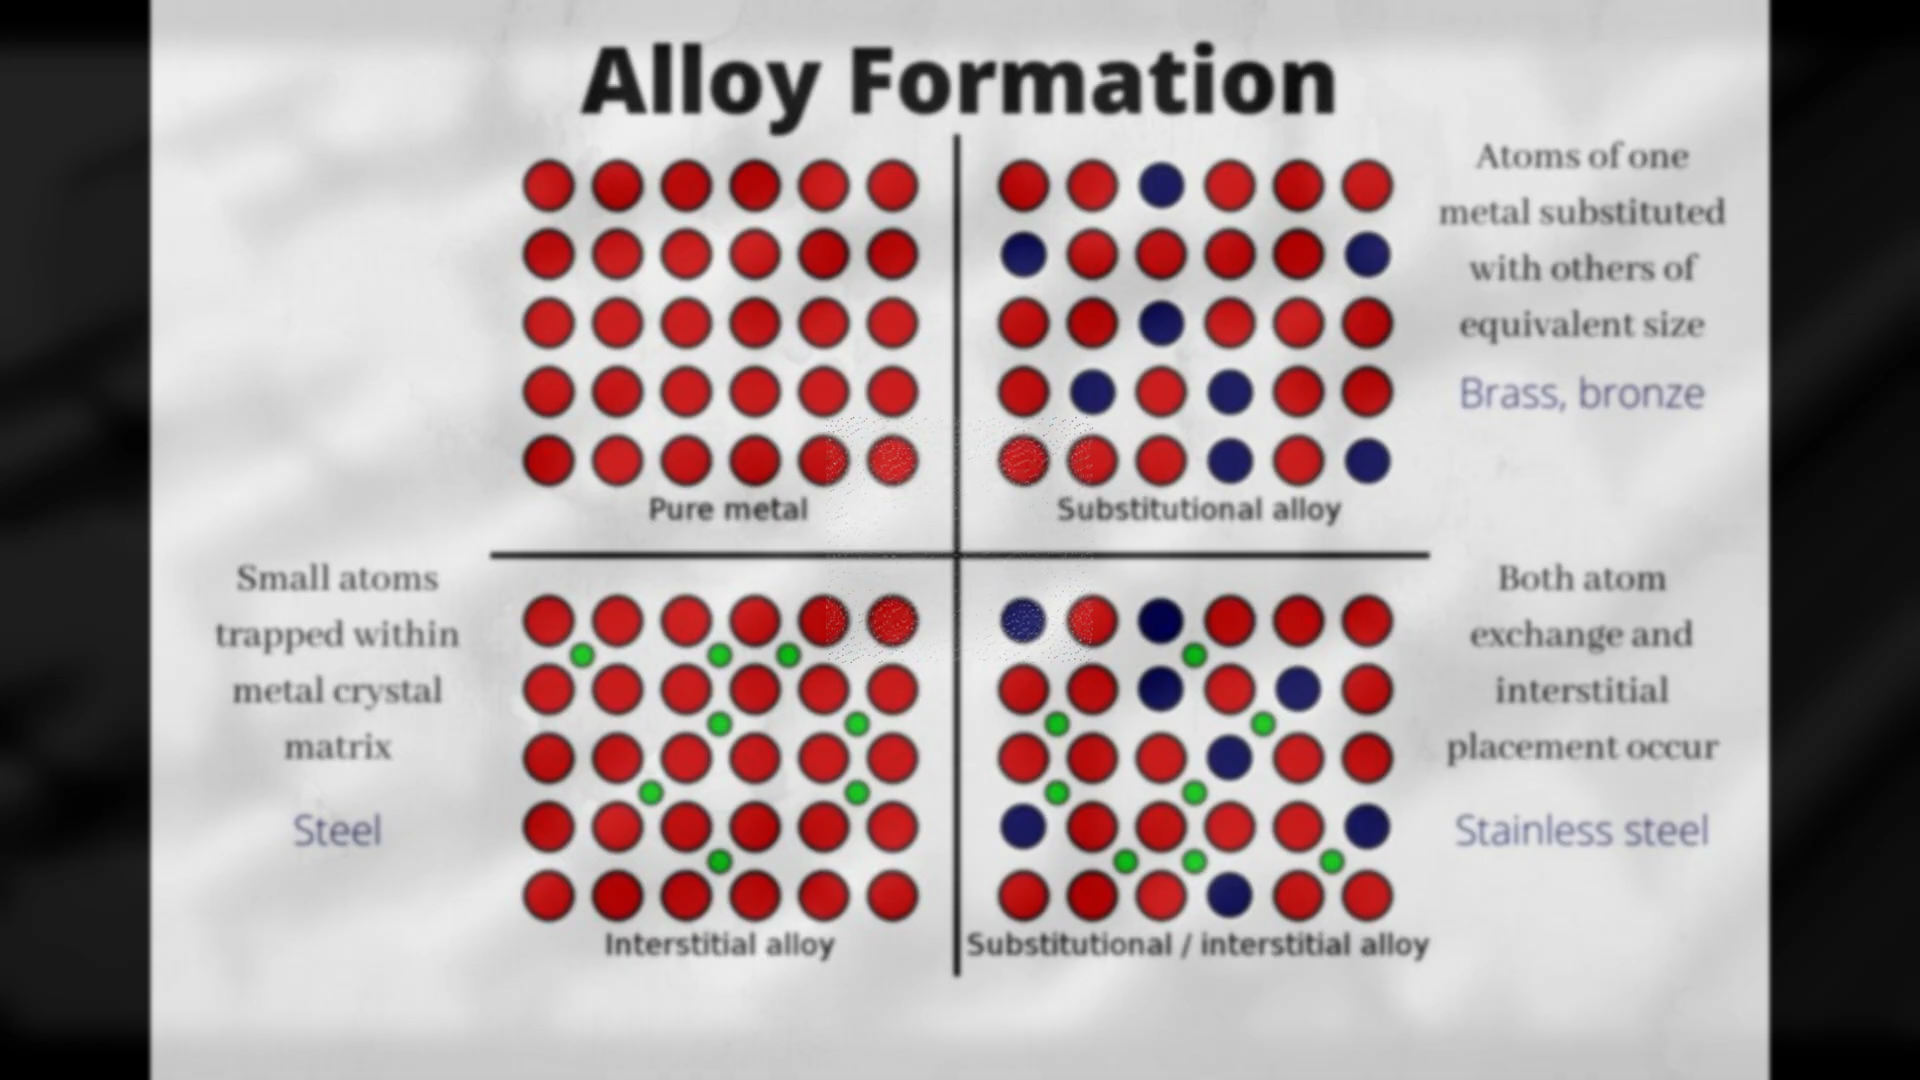 Alloy Formation
Atoms of one
metal substituted
with others of
equivalent size
Brass, bronze
Pure metal
Substitutional alloy
Small atoms
trapped within
metal crystal
matrix
Steel
Both atom
exchange and
interstitial
placement occur
Stainless steel
Interstitial alloy
Substitutional / interstitial alloy